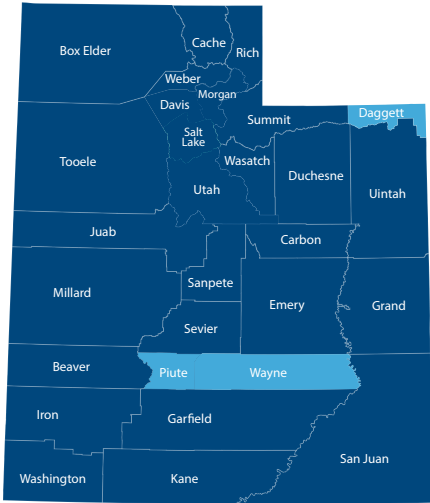 Cache
Box Elder
Rich
Weber
Morgan
Davis
Daggett
Summit
Salt
Lake
Wasatch
Tooele
Duchesne
Utah
Uintah
Juab
Carbon
Sanpete
Millard
Emery
Grand
Sevier
Beaver
Piute
Wayne
Iron
Garfield
San Juan
Washington
Kane